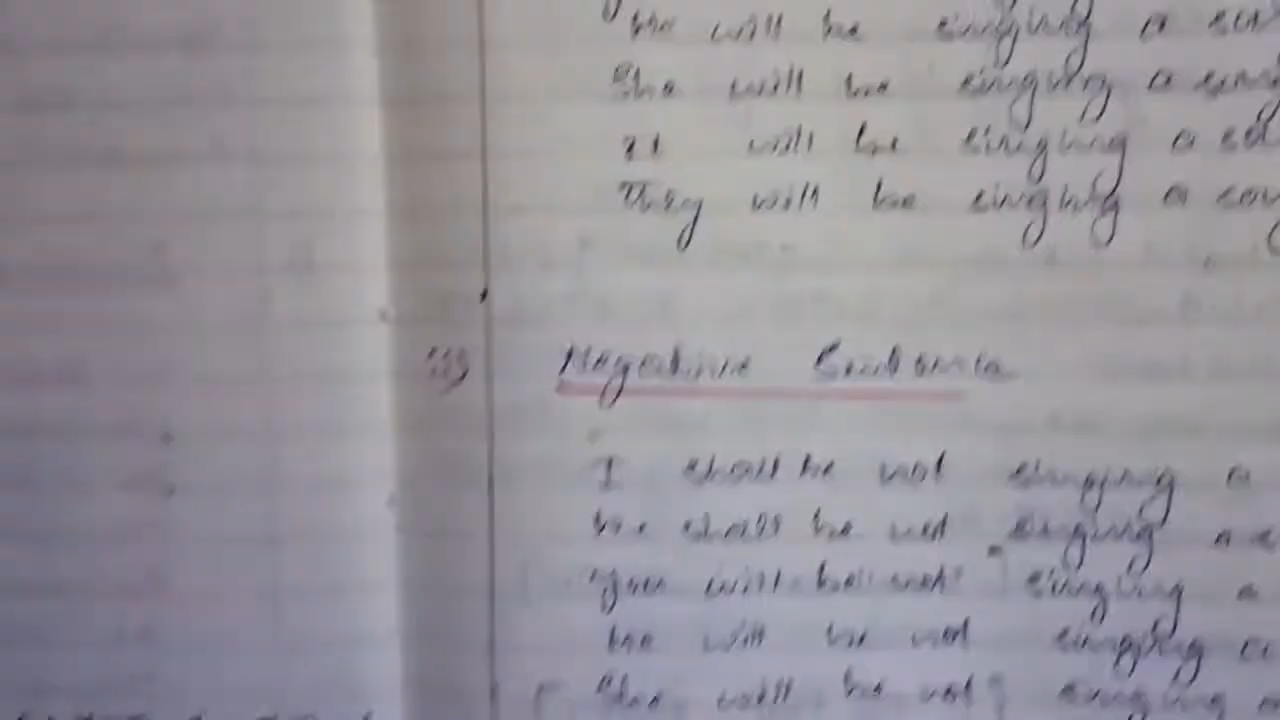 He will be singing a
She will be singing a song
It will be singing a
They will be singing a song
Negative Sentence
I shall be not singing a
We shall be not singing a
You will be not singing a
He will be not singing a
She will be not singing a